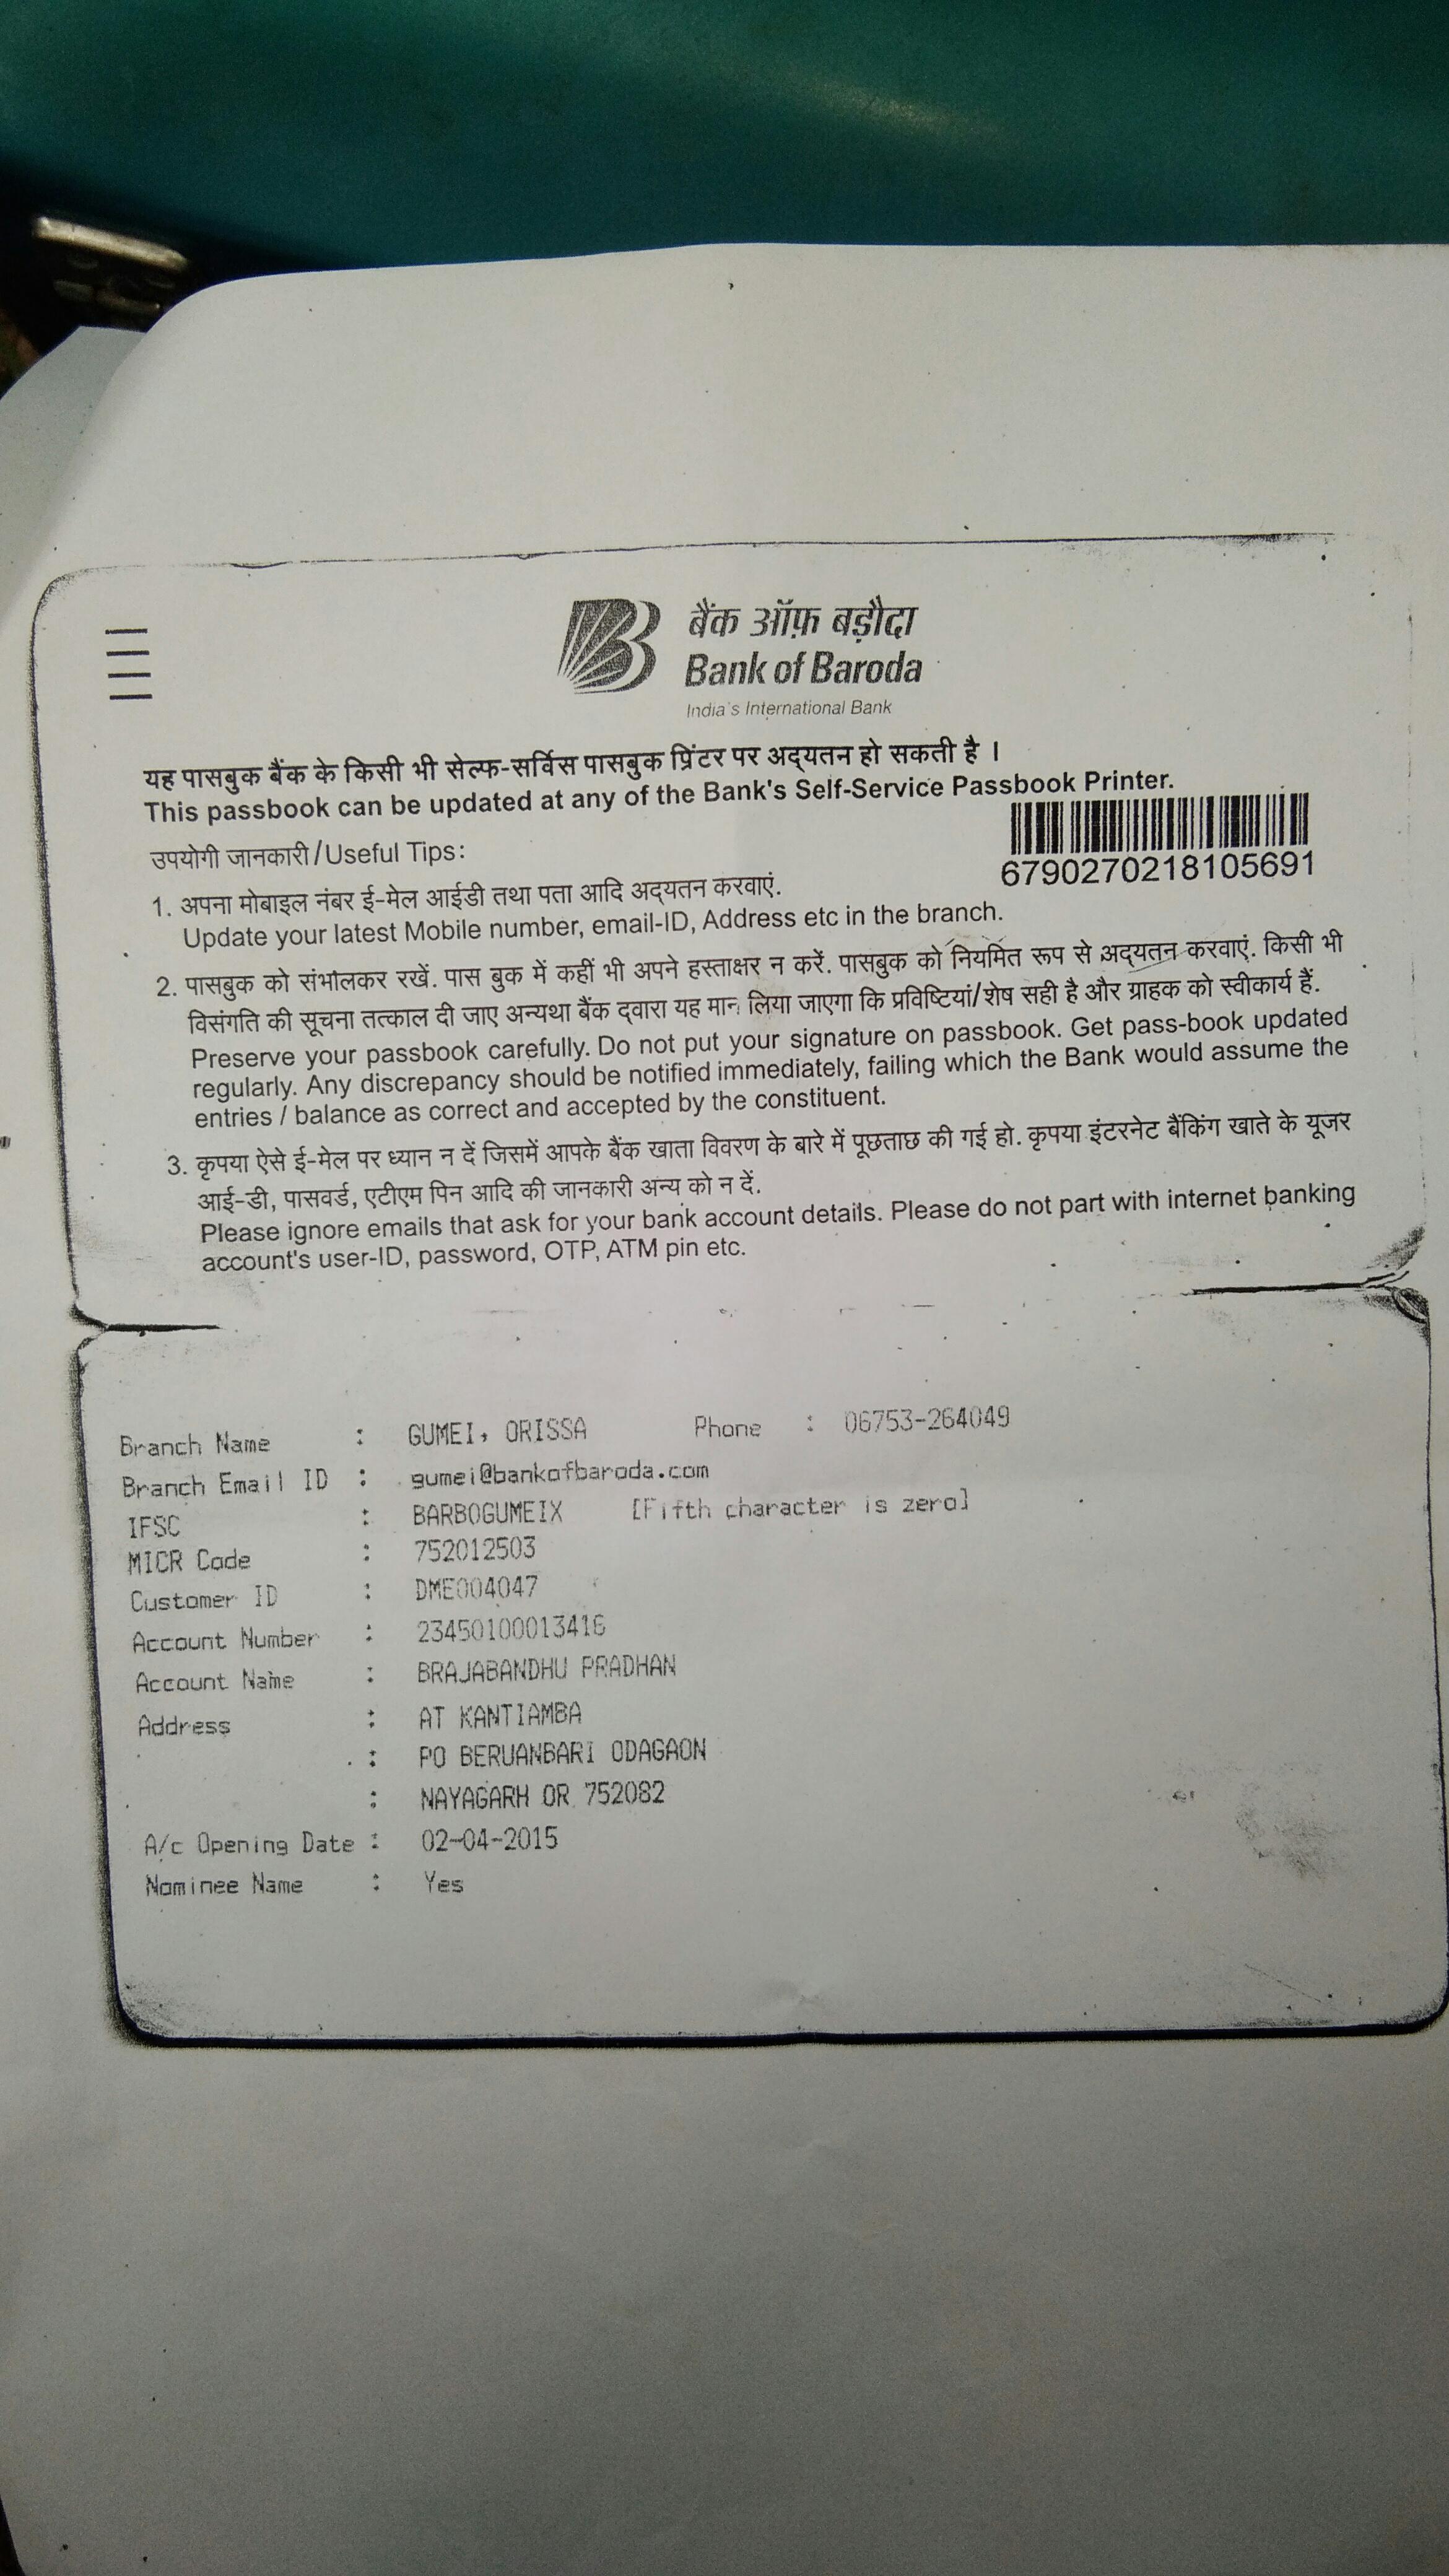 बैंक ऑफ़ बड़ौदा
Bank of Baroda
India's International Bank
यह पासबुक बैंक के किसी भी सेल्फ-सर्विस पासबुक प्रिंटर पर अद्यतन हो सकती है ।
This passbook can be updated at any of the Bank's Self-Service Passbook Printer.
उपयोगी जानकारी/Useful Tips:
6790270218105691
1. अपना मोबाइल नंबर ई-मेल आईडी तथा पता आदि अद्यतन करवाएं.
Update your latest Mobile number, email-ID, Address etc in the branch.
2. पासबुक को संभालकर रखें. पास बुक में कहीं भी अपने हस्ताक्षर न करें. पासबुक को नियमित रूप से अद्यतन करवाएं. किसी भी
विसंगति की सूचना तत्काल दी जाए अन्यथा बैंक द्वारा यह मान लिया जाएगा कि प्रविष्टियां/शेष सही है और ग्राहक को स्वीकार्य हैं.
Preserve your passbook carefully. Do not put your signature on passbook. Get pass-book updated
regularly. Any discrepancy should be notified immediately, failing which the Bank would assume the
entries / balance as correct and accepted by the constituent.
3. कृपया ऐसे ई-मेल पर ध्यान न दें जिसमें आपके बैंक खाता विवरण के बारे में पूछताछ की गई हो. कृपया इंटरनेट बैंकिंग खाते के यूजर
आई-डी, पासवर्ड, एटीएम पिन आदि की जानकारी अन्य को न दें.
Please ignore emails that ask for your bank account details. Please do not part with internet banking
account's user-ID, password, OTP, ATM pin etc.
Branch Name : GUMEI, ORISSA Phone : 06753-264049
Branch Email ID : gumei@bankofbaroda.com
IFSC : BARB0GUMEIX [Fifth character is zero]
MICR Code : 752012503
Customer ID : DME004047
Account Number : 23450100013416
Account Name : BRAJABANDHU PRADHAN
Address : AT KANTIAMBA
: PO BERUANBARI ODAGAON
: NAYAGARH OR 752082
A/c Opening Date : 02-04-2015
Nominee Name : Yes